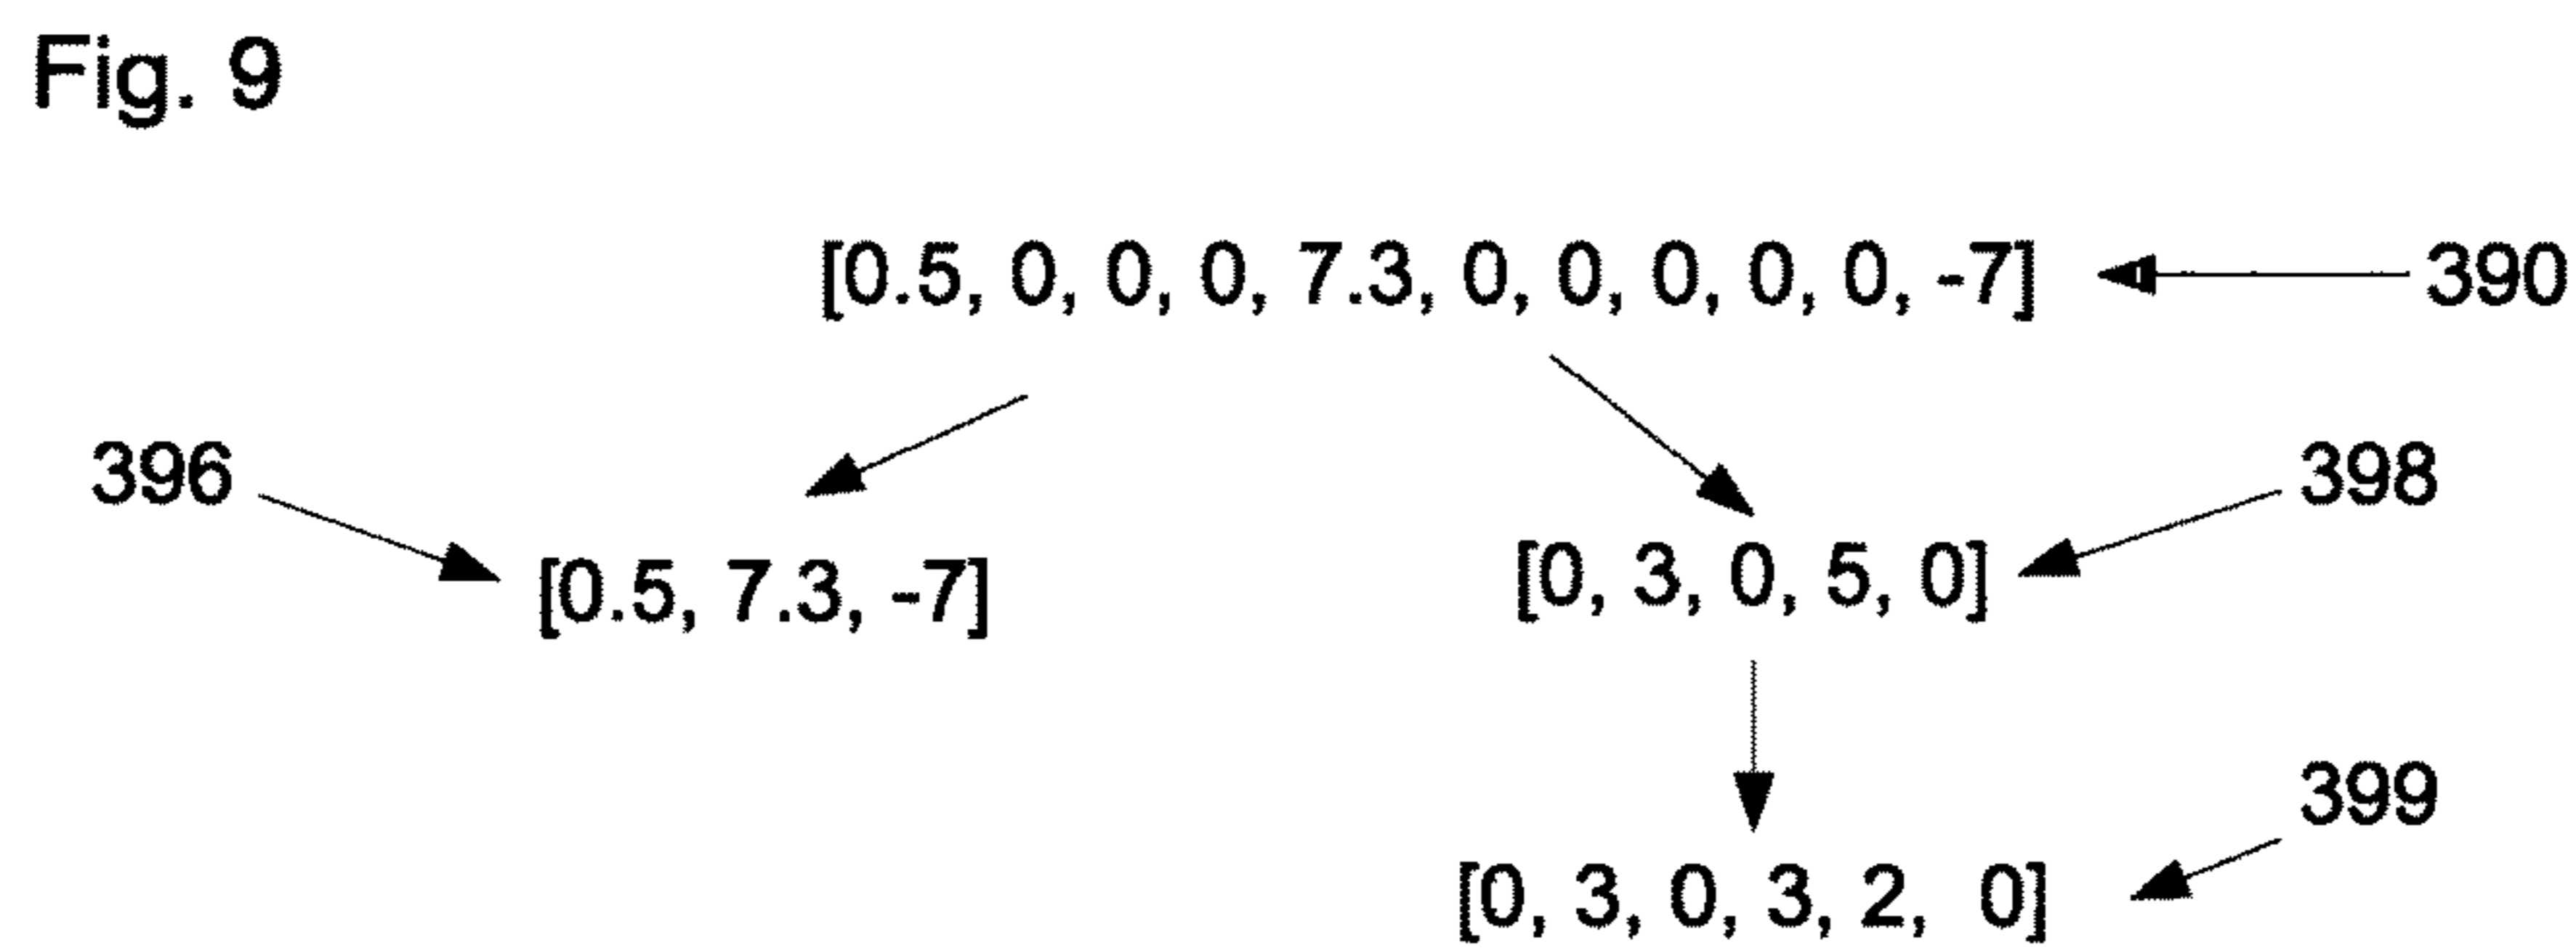 Fig. 9
[0.5, 0, 0, 0, 7.3, 0, 0, 0, 0, 0, -7] 390
396 398
[0.5, 7.3, -7] [0, 3, 0, 5, 0]
399
[0, 3, 0, 3, 2, 0]